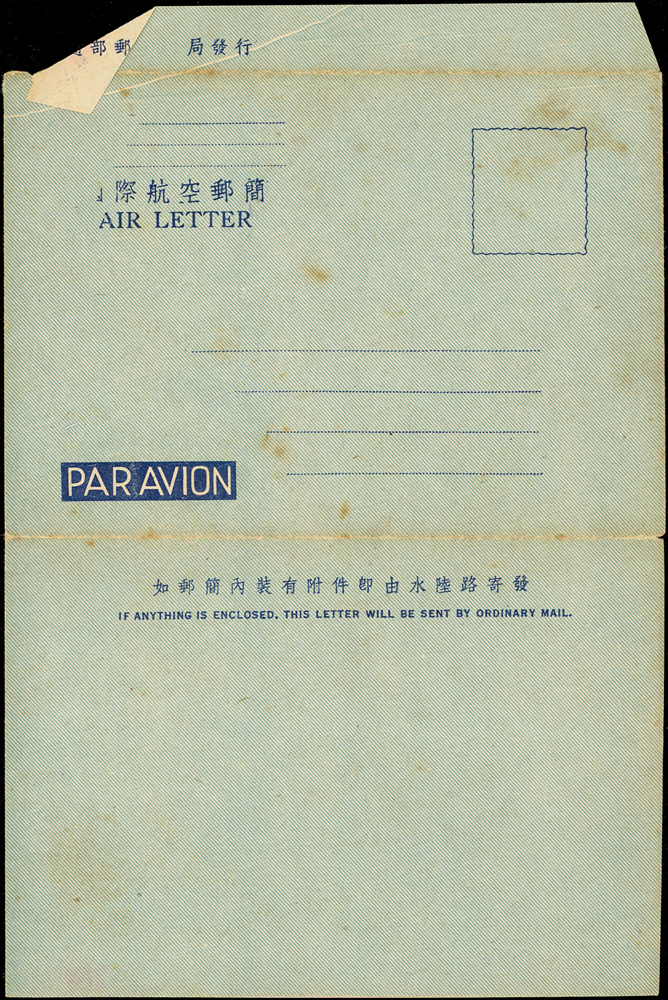 部郵 局發行
際航空郵簡
AIR LETTER
PAR AVION
如郵簡內裝有附件卽由水陸路寄發
IF ANYTHING IS ENCLOSED, THIS LETTER WILL BE SENT BY ORDINARY MAIL.